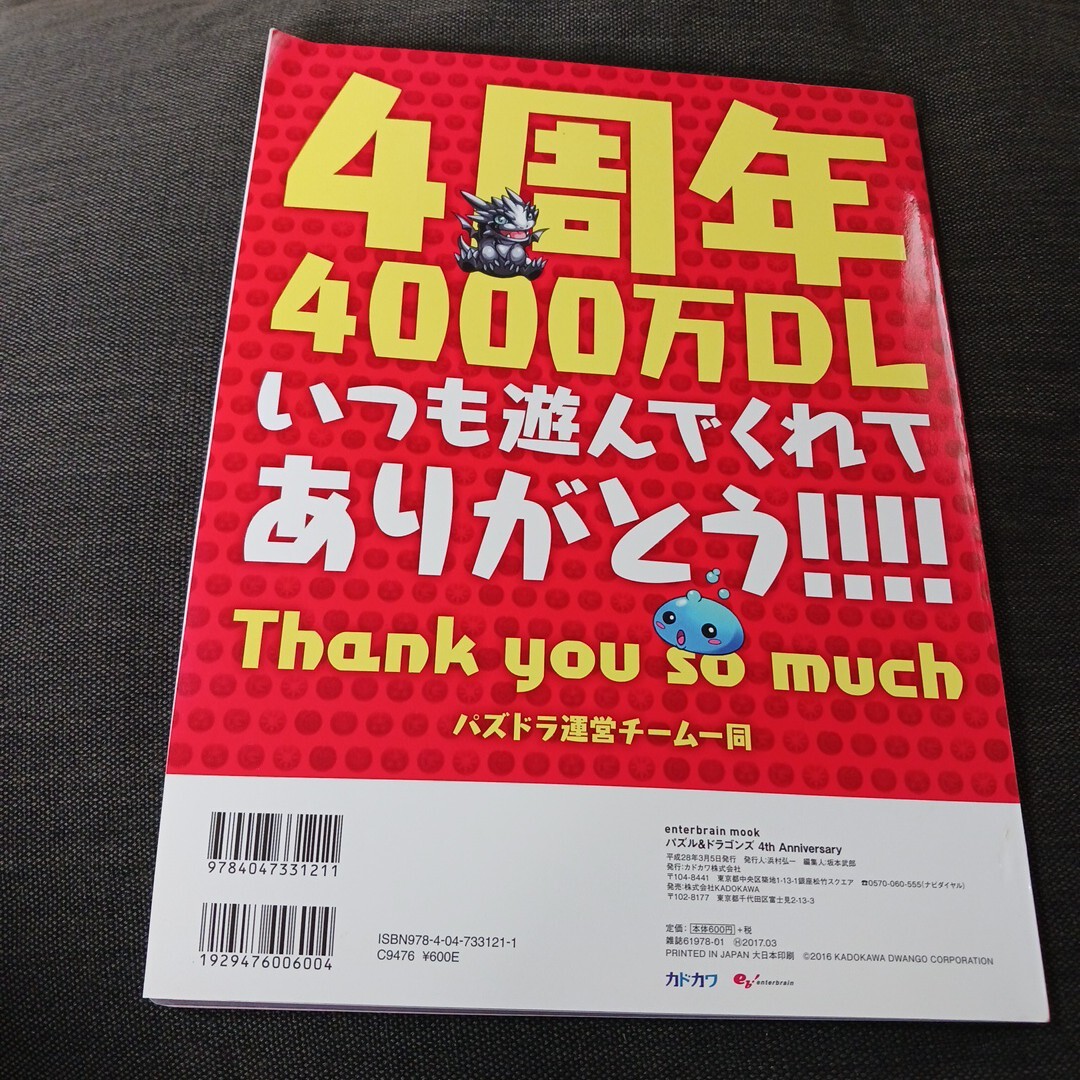 4周年
4000万DL
いつも遊んでくれて
ありがとう!!!!
Thank you so much
パズドラ運営チーム一同
9784047331211
1929476006004
ISBN978-4-04-733121-1
C9476 ¥600E
enterbrain mook
パズル&ドラゴンズ 4th Anniversary
平成28年3月5日発行 発行人:浜村弘一 編集人:坂本武郎
発行:カドカワ株式会社
〒104-8441 東京都中央区築地1-13-1銀座松竹スクエア ☎0570-060-555(ナビダイヤル)
発売:株式会社KADOKAWA
〒102-8177 東京都千代田区富士見2-13-3
定価:本体600円+税
雑誌61978-01 Ⓗ2017.03
PRINTED IN JAPAN 大日本印刷 ©2016 KADOKAWA DWANGO CORPORATION
カドカワ eb! enterbrain